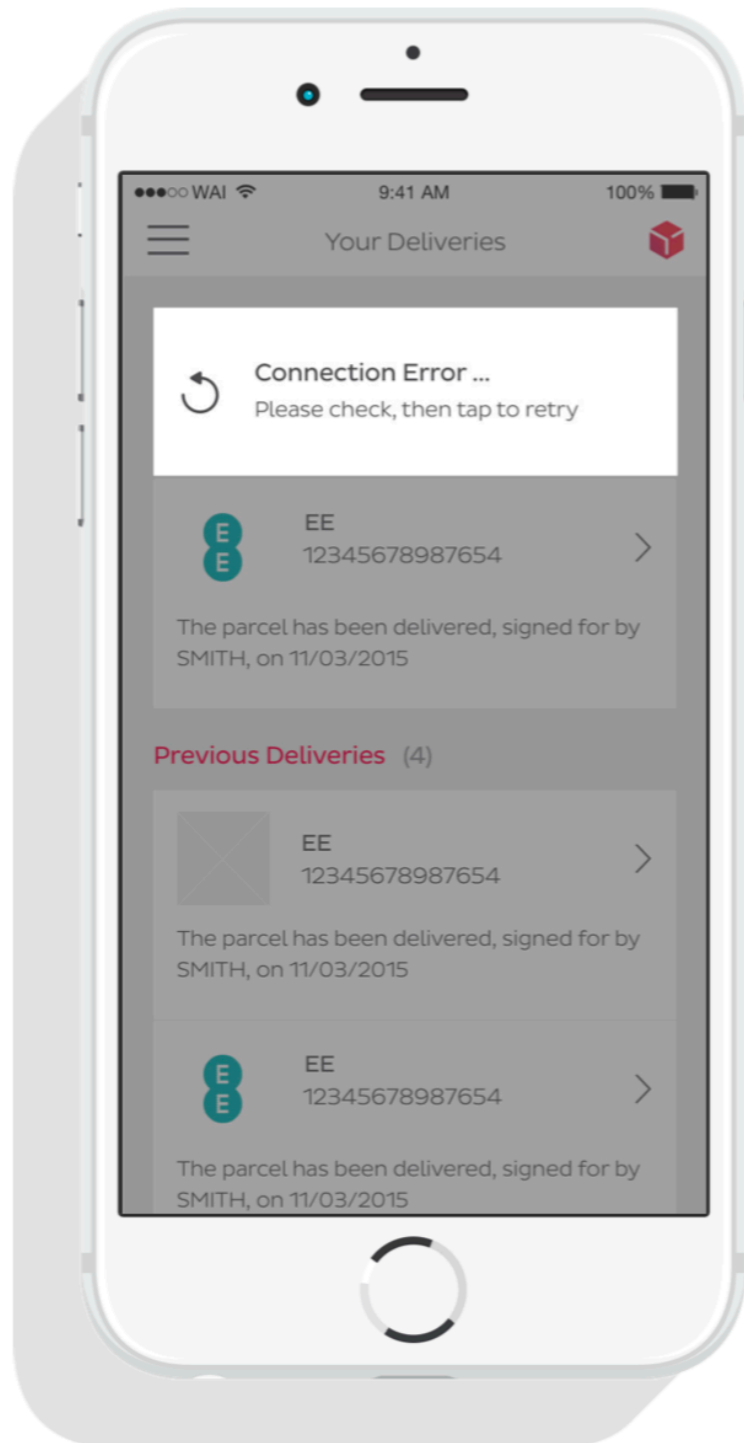 WAI
9:41 AM
100%
Your Deliveries
Connection Error ...
Please check, then tap to retry
E
E
EE
12345678987654
The parcel has been delivered, signed for by
SMITH, on 11/03/2015
Previous Deliveries (4)
EE
12345678987654
The parcel has been delivered, signed for by
SMITH, on 11/03/2015
E
E
EE
12345678987654
The parcel has been delivered, signed for by
SMITH, on 11/03/2015